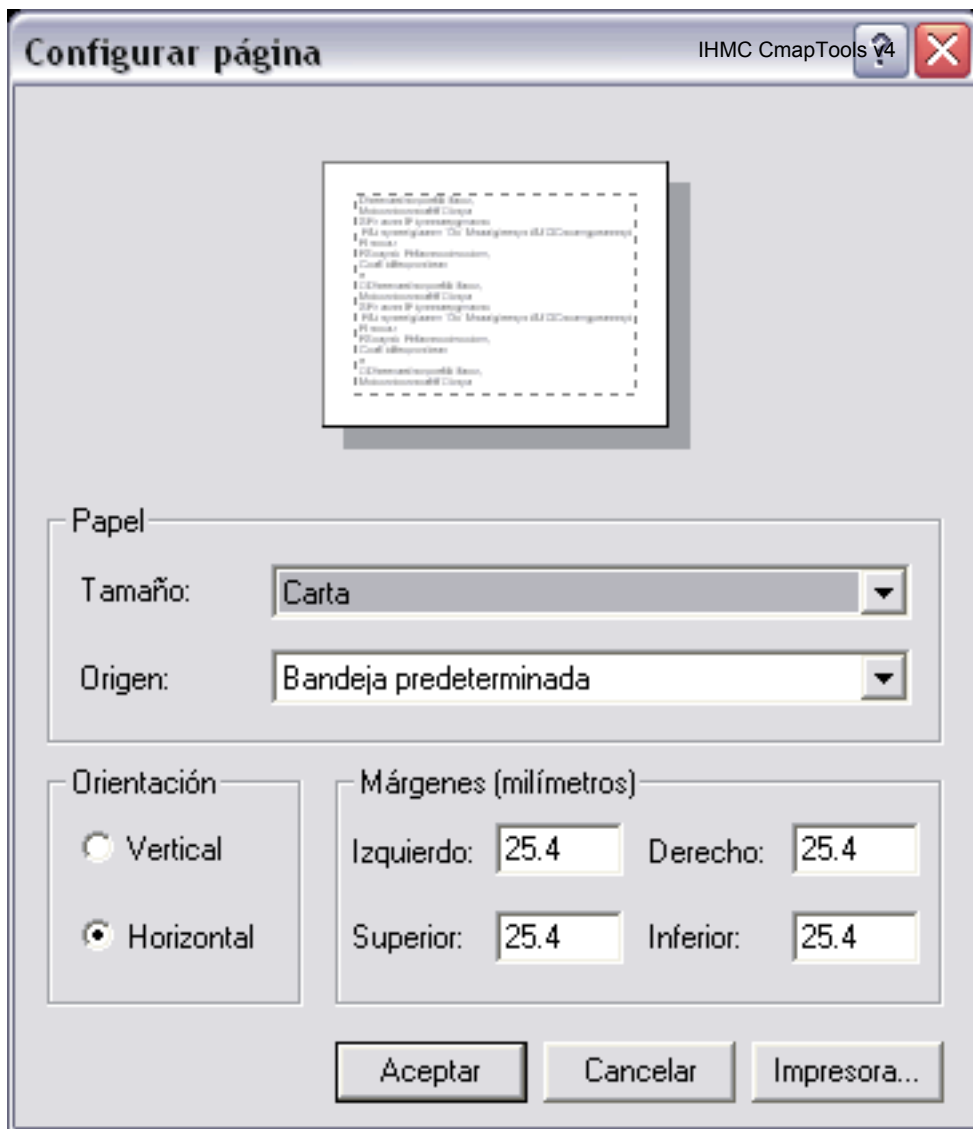 Configurar página IHMC CmapTools v4
Papel
Tamaño: Carta
Origen: Bandeja predeterminada
Orientación Márgenes (milímetros)
Vertical Izquierdo: 25.4 Derecho: 25.4
Horizontal Superior: 25.4 Inferior: 25.4
Aceptar Cancelar Impresora...